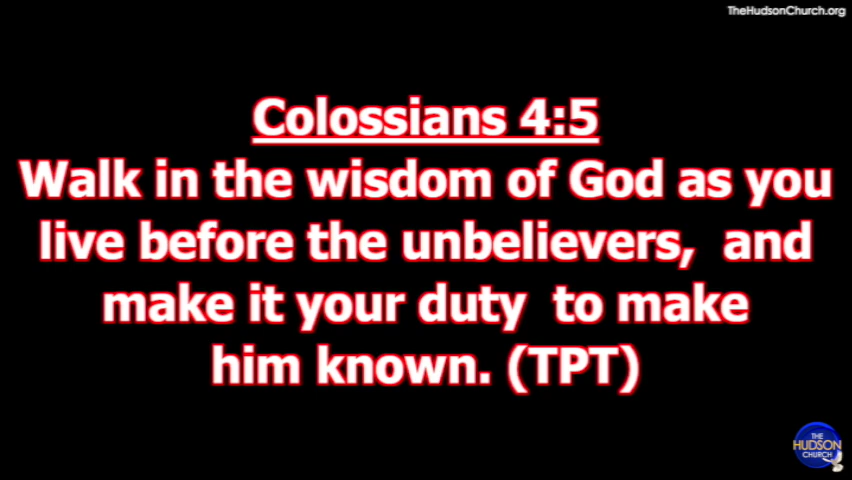 TheHudsonChurch.org
Colossians 4:5
Walk in the wisdom of God as you
live before the unbelievers, and
make it your duty to make
him known. (TPT)
THE
HUDSON
CHURCH